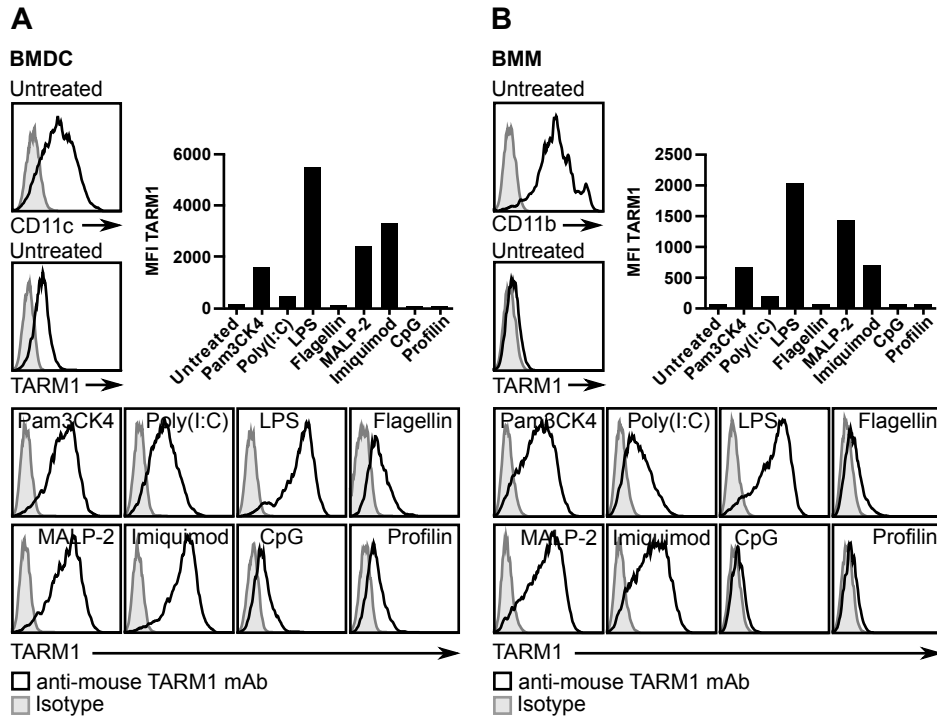 A
BMDC
Untreated
CD11c
Untreated
TARM1
MFI TARM1
6000
4000
2000
0
Untreated
Pam3CK4
Poly(I:C)
LPS
Flagellin
MALP-2
Imiquimod
CpG
Profilin
Pam3CK4
Poly(I:C)
LPS
Flagellin
MALP-2
Imiquimod
CpG
Profilin
TARM1
anti-mouse TARM1 mAb
Isotype
B
BMM
Untreated
CD11b
Untreated
TARM1
MFI TARM1
2500
2000
1500
1000
500
0
Untreated
Pam3CK4
Poly(I:C)
LPS
Flagellin
MALP-2
Imiquimod
CpG
Profilin
Pam3CK4
Poly(I:C)
LPS
Flagellin
MALP-2
Imiquimod
CpG
Profilin
TARM1
anti-mouse TARM1 mAb
Isotype